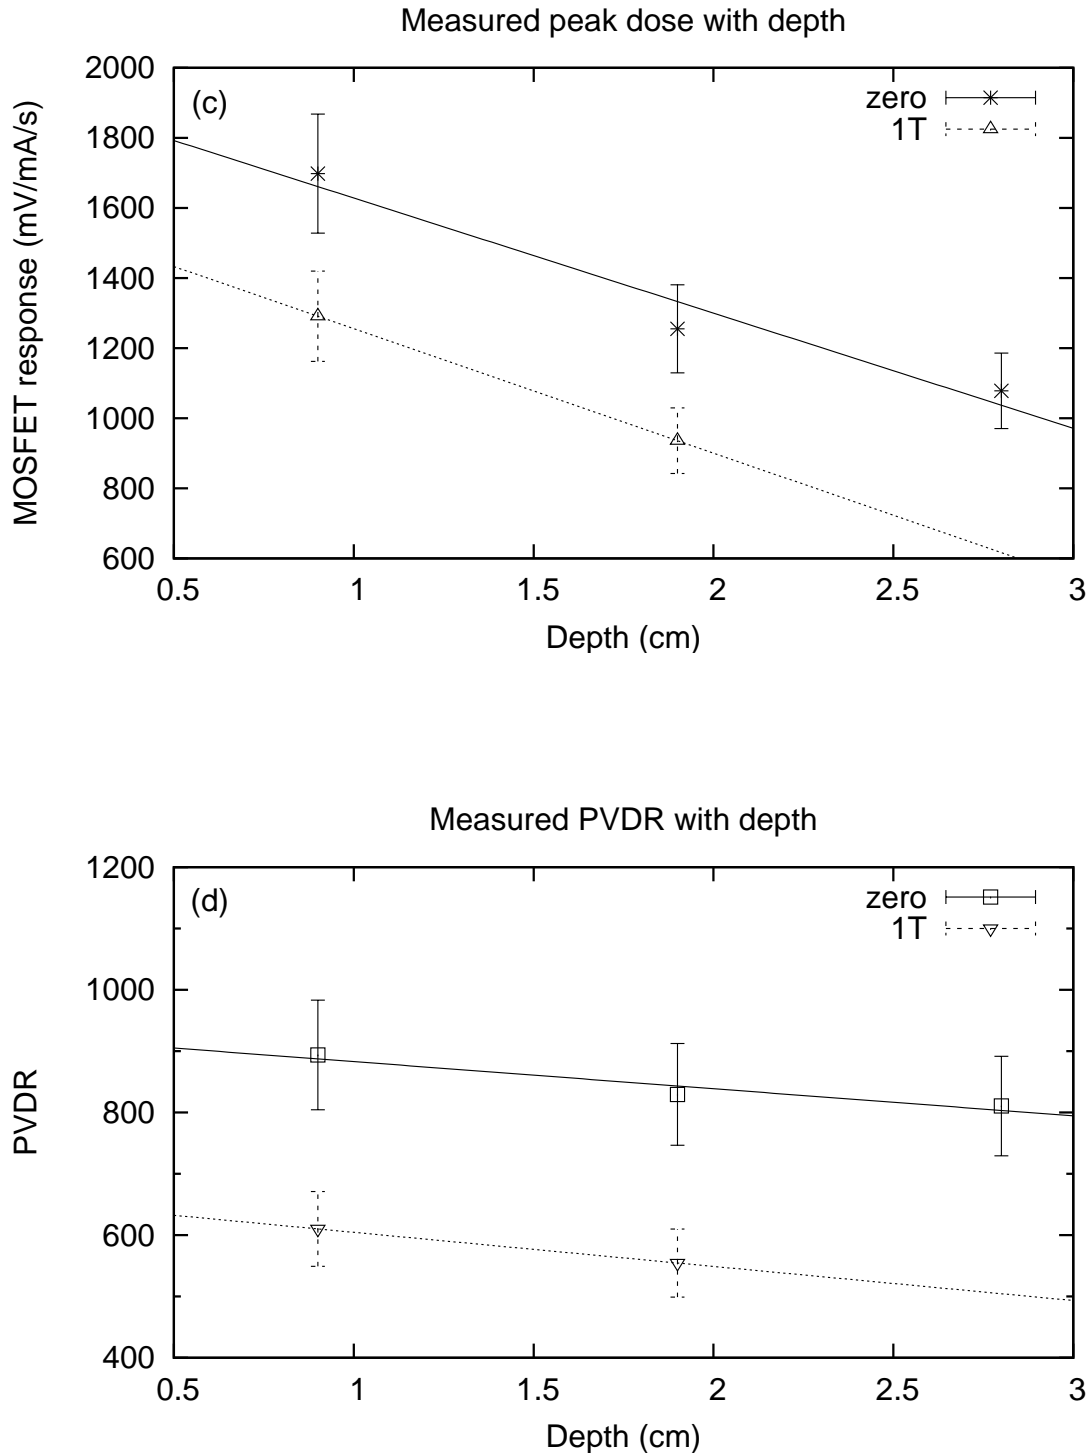 Measured peak dose with depth
(c)
zero
1T
2000
1800
1600
1400
1200
1000
800
600
MOSFET response (mV/mA/s)
0.5 1 1.5 2 2.5 3
Depth (cm)
Measured PVDR with depth
(d)
zero
1T
1200
1000
800
600
400
PVDR
0.5 1 1.5 2 2.5 3
Depth (cm)